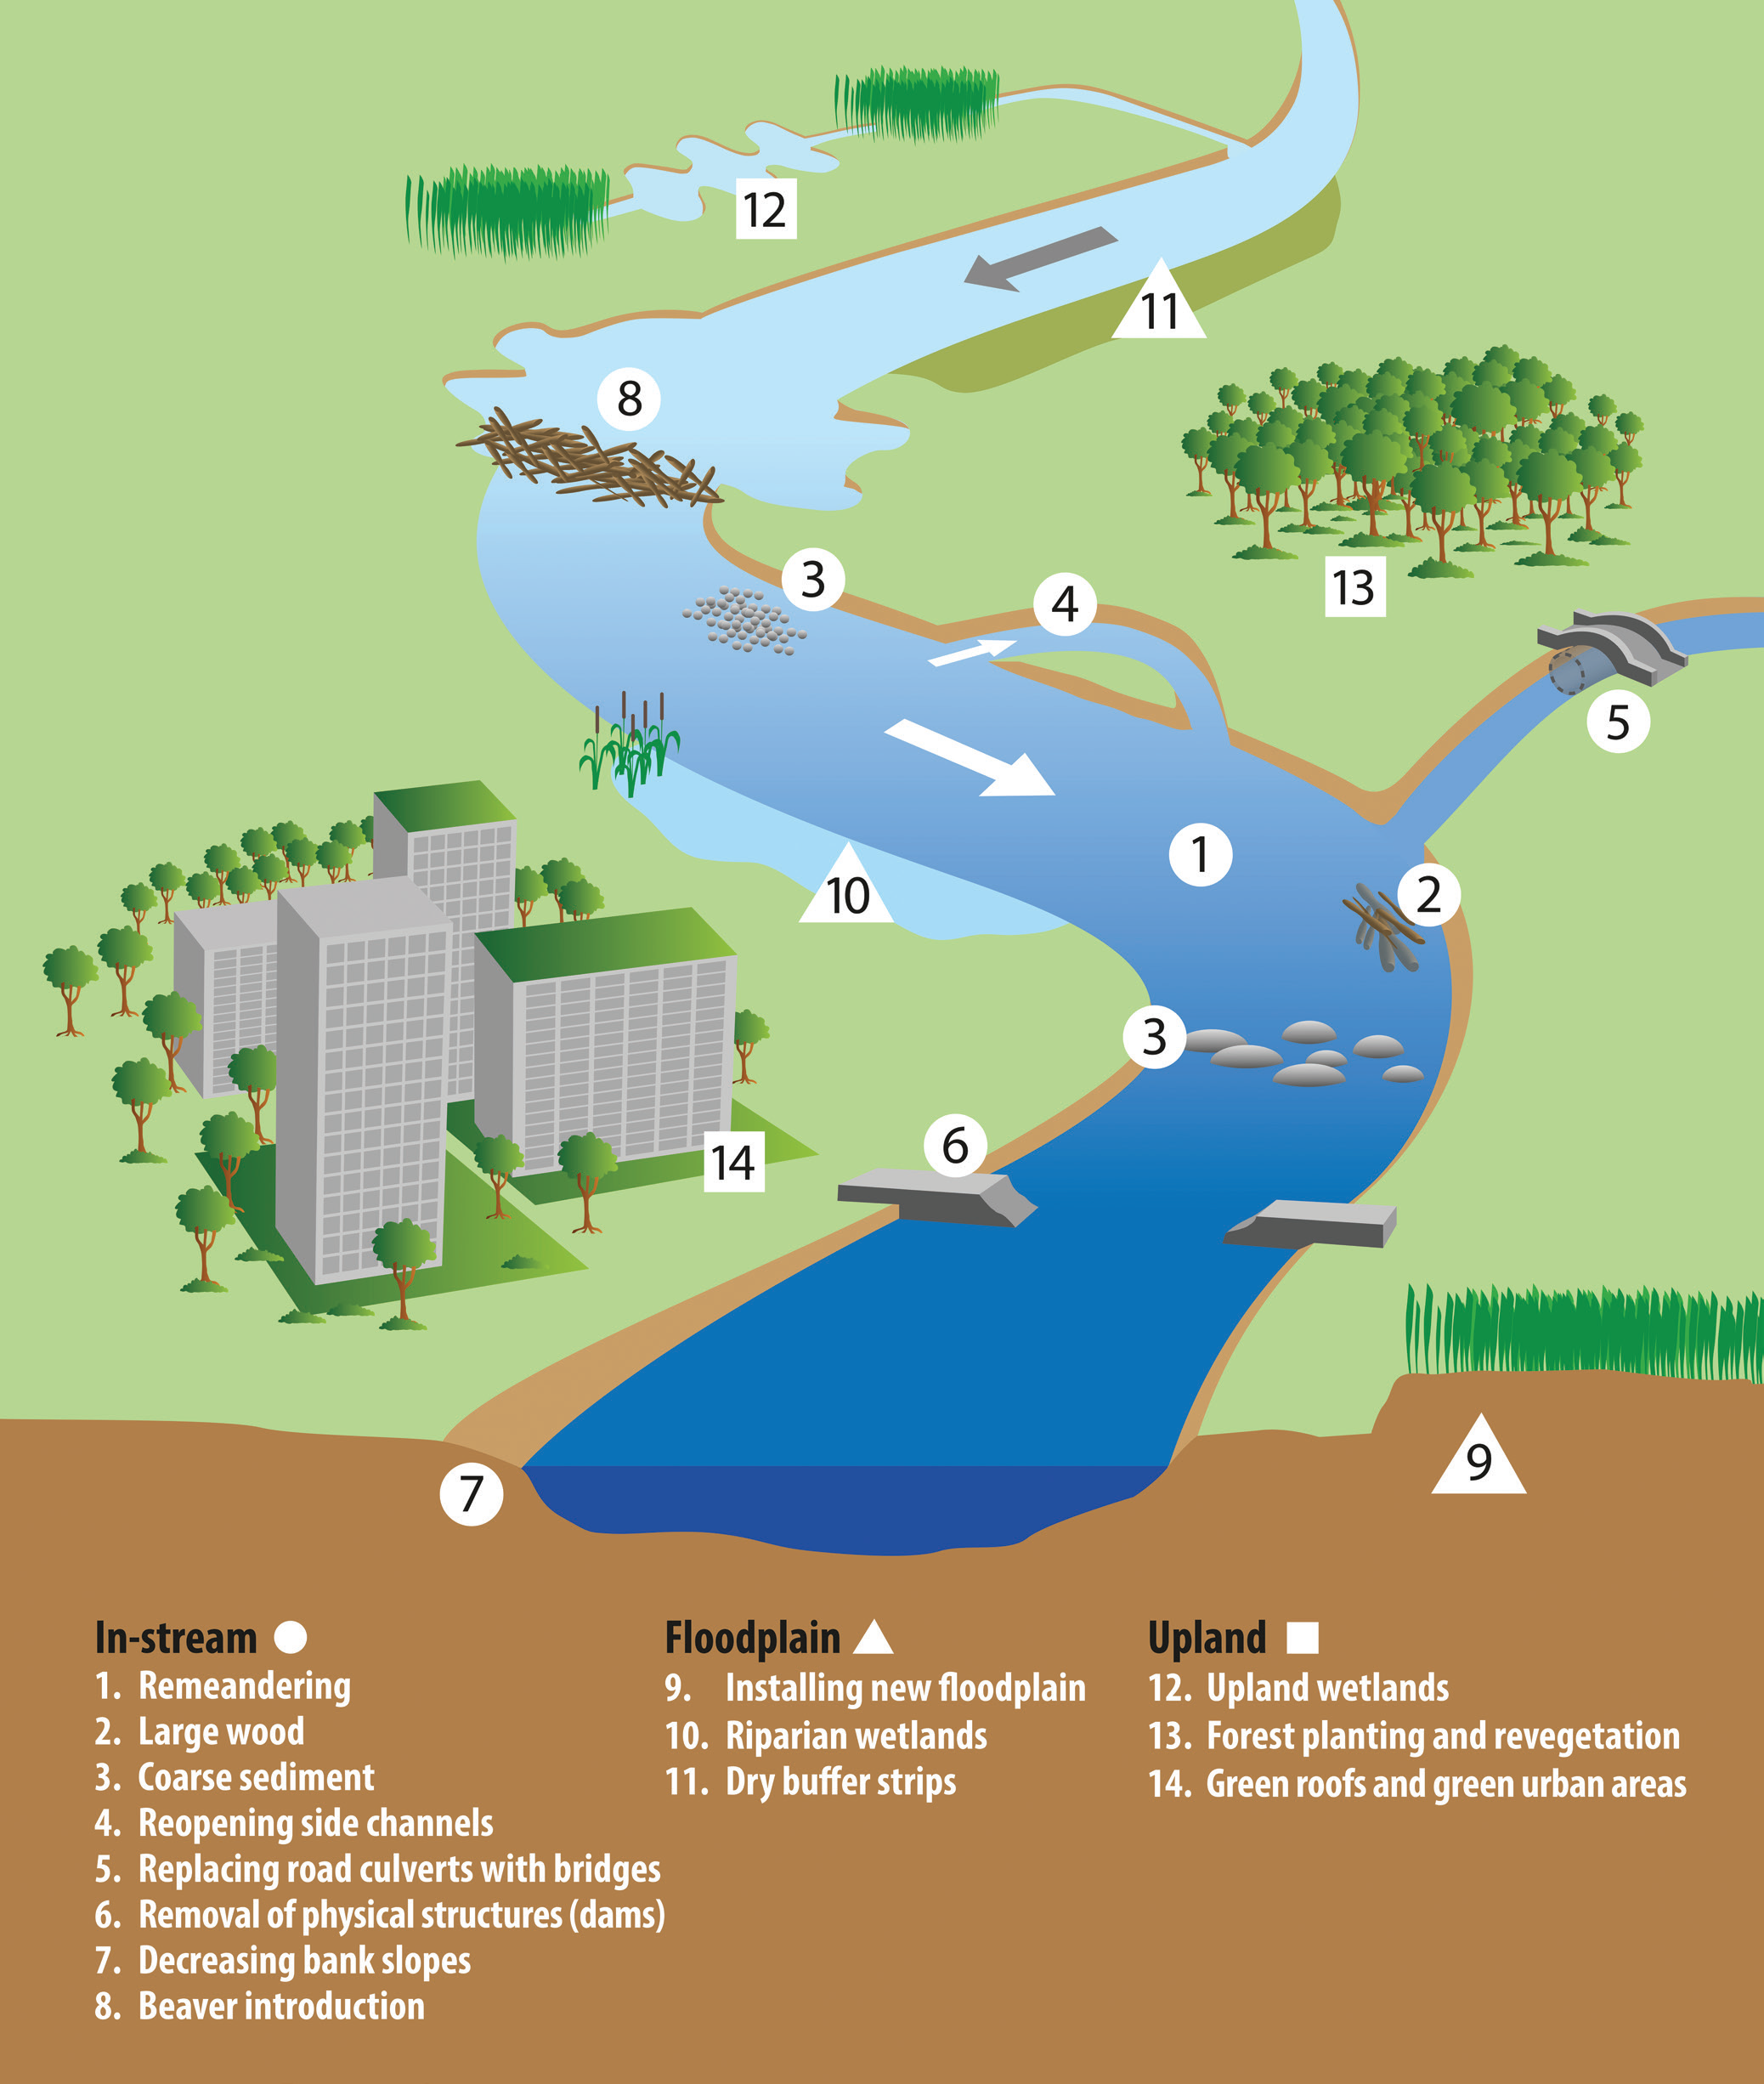 12
11
8
3
4
13
5
1
2
10
3
6
14
9
7
In-stream
1. Remeandering
2. Large wood
3. Coarse sediment
4. Reopening side channels
5. Replacing road culverts with bridges
6. Removal of physical structures (dams)
7. Decreasing bank slopes
8. Beaver introduction
Floodplain
9. Installing new floodplain
10. Riparian wetlands
11. Dry buffer strips
Upland
12. Upland wetlands
13. Forest planting and revegetation
14. Green roofs and green urban areas